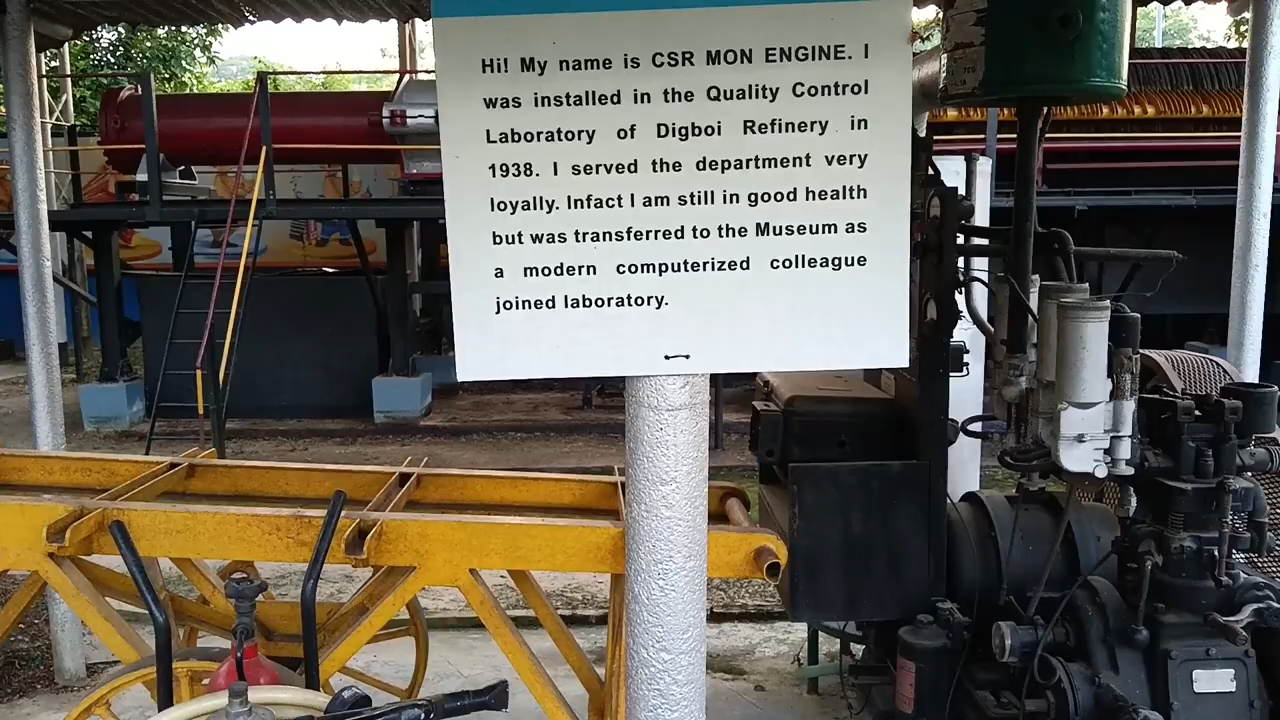 Hi! My name is CSR MON ENGINE. I
was installed in the Quality Control
Laboratory of Digboi Refinery in
1938. I served the department very
loyally. Infact I am still in good health
but was transferred to the Museum as
a modern computerized colleague
joined laboratory.